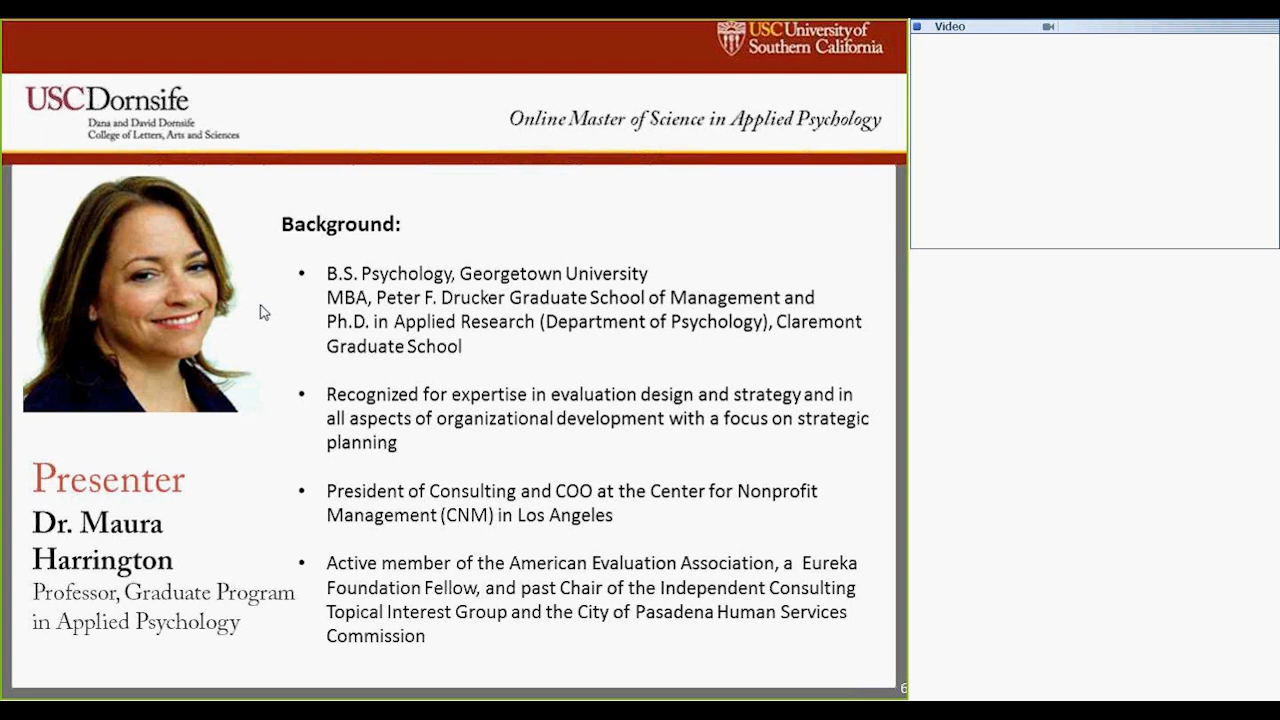 USC University of
Southern California
Video
USC Dornsife
Dana and David Dornsife
College of Letters, Arts and Sciences
Online Master of Science in Applied Psychology
Background:
• B.S. Psychology, Georgetown University
MBA, Peter F. Drucker Graduate School of Management and
Ph.D. in Applied Research (Department of Psychology), Claremont
Graduate School
• Recognized for expertise in evaluation design and strategy and in
all aspects of organizational development with a focus on strategic
planning
• President of Consulting and COO at the Center for Nonprofit
Management (CNM) in Los Angeles
• Active member of the American Evaluation Association, a Eureka
Foundation Fellow, and past Chair of the Independent Consulting
Topical Interest Group and the City of Pasadena Human Services
Commission
Presenter
Dr. Maura
Harrington
Professor, Graduate Program
in Applied Psychology
6